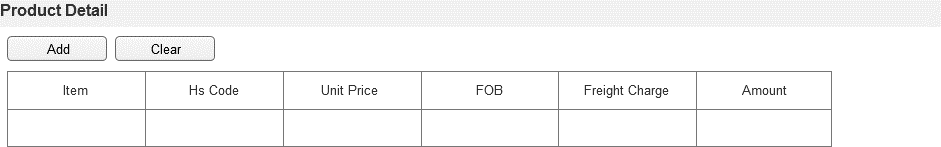 Product Detail
Add Clear
Item Hs Code Unit Price FOB Freight Charge Amount